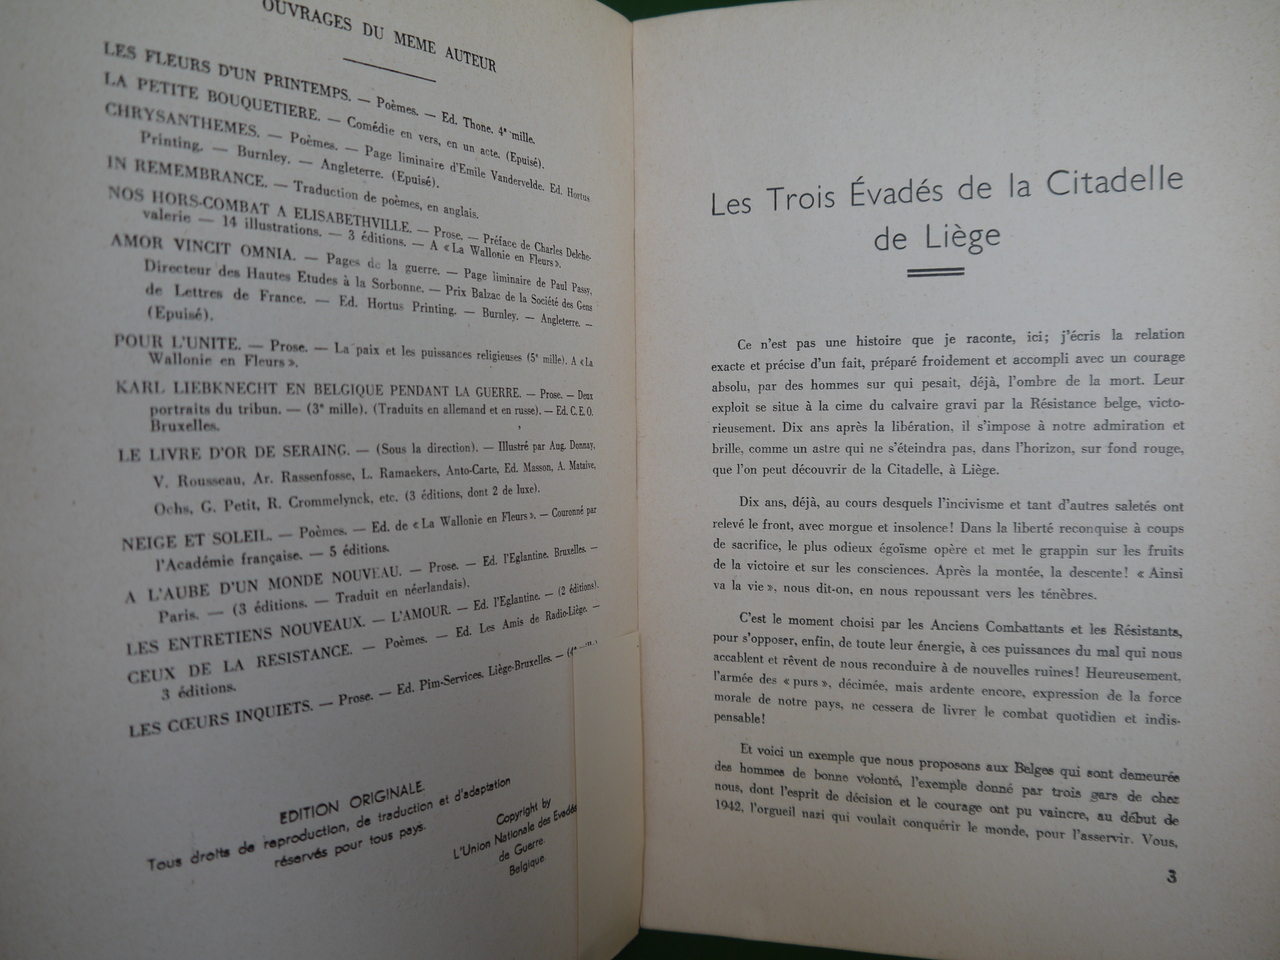 OUVRAGES DU MEME AUTEUR
LES FLEURS D'UN PRINTEMPS. — Poèmes. — Ed. Thone. 4e mille.
LA PETITE BOUQUETIERE. — Comédie en vers, en un acte. (Epuisé).
CHRYSANTHEMES. — Poèmes. — Page liminaire d'Emile Vandervelde. Ed. Hortus
Printing. — Burnley. — Angleterre. (Epuisé).
IN REMEMBRANCE. — Traduction de poèmes, en anglais.
NOS HORS-COMBAT A ELISABETHVILLE. — Prose. — Préface de Charles Delche-
valerie — 14 illustrations. — 3 éditions. — A « La Wallonie en Fleurs ».
AMOR VINCIT OMNIA. — Pages de la guerre. — Page liminaire de Paul Passy,
Directeur des Hautes Etudes à la Sorbonne. — Prix Balzac de la Société des Gens
de Lettres de France. — Ed. Hortus Printing. — Burnley. — Angleterre. —
(Epuisé).
POUR L'UNITE. — Prose. — La paix et les puissances religieuses (5e mille). A « La
Wallonie en Fleurs ».
KARL LIEBKNECHT EN BELGIQUE PENDANT LA GUERRE. — Prose. — Deux
portraits du tribun. — (3e mille). (Traduits en allemand et en russe). — Ed. C. E. O.
Bruxelles.
LE LIVRE D'OR DE SERAING. — (Sous la direction). — Illustré par Aug. Donnay,
V. Rousseau, Ar. Rassenfosse, L. Ramaekers, Anto-Carte, Ed. Masson, A. Mataive,
Ochs, G. Petit, R. Crommelynck, etc. (3 éditions, dont 2 de luxe).
NEIGE ET SOLEIL. — Poèmes. — Ed. de « La Wallonie en Fleurs ». — Couronné par
l'Académie française. — 5 éditions.
A L'AUBE D'UN MONDE NOUVEAU. — Prose. — Ed. l'Eglantine. Bruxelles. —
Paris. — (3 éditions. — Traduit en néerlandais).
LES ENTRETIENS NOUVEAUX. — L'AMOUR. — Ed. l'Eglantine. — (2 éditions).
CEUX DE LA RESISTANCE. — Poèmes. — Ed. Les Amis de Radio-Liège. —
3 éditions.
LES CŒURS INQUIETS. — Prose. — Ed. Pim-Services. Liège-Bruxelles. —
EDITION ORIGINALE.
Tous droits de reproduction, de traduction et d'adaptation
réservés pour tous pays.
Copyright by
L'Union Nationale des Evadés
de Guerre.
Belgique
Les Trois Évadés de la Citadelle
de Liège
Ce n'est pas une histoire que je raconte, ici; j'écris la relation
exacte et précise d'un fait, préparé froidement et accompli avec un courage
absolu, par des hommes sur qui pesait, déjà, l'ombre de la mort. Leur
exploit se situe à la cime du calvaire gravi par la Résistance belge, victo-
rieusement. Dix ans après la libération, il s'impose à notre admiration et
brille, comme un astre qui ne s'éteindra pas, dans l'horizon, sur fond rouge,
que l'on peut découvrir de la Citadelle, à Liège.
Dix ans, déjà, au cours desquels l'incivisme et tant d'autres saletés ont
relevé le front, avec morgue et insolence! Dans la liberté reconquise à coups
de sacrifice, le plus odieux égoïsme opère et met le grappin sur les fruits
de la victoire et sur les consciences. Après la montée, la descente! « Ainsi
va la vie », nous dit-on, en nous repoussant vers les ténèbres.
C'est le moment choisi par les Anciens Combattants et les Résistants,
pour s'opposer, enfin, de toute leur énergie, à ces puissances du mal qui nous
accablent et rêvent de nous reconduire à de nouvelles ruines! Heureusement,
l'armée des « purs », décimée, mais ardente encore, expression de la force
morale de notre pays, ne cessera de livrer le combat quotidien et indis-
pensable!
Et voici un exemple que nous proposons aux Belges qui sont demeurés
des hommes de bonne volonté, l'exemple donné par trois gars de chez
nous, dont l'esprit de décision et le courage ont pu vaincre, au début de
1942, l'orgueil nazi qui voulait conquérir le monde, pour l'asservir. Vous,
3